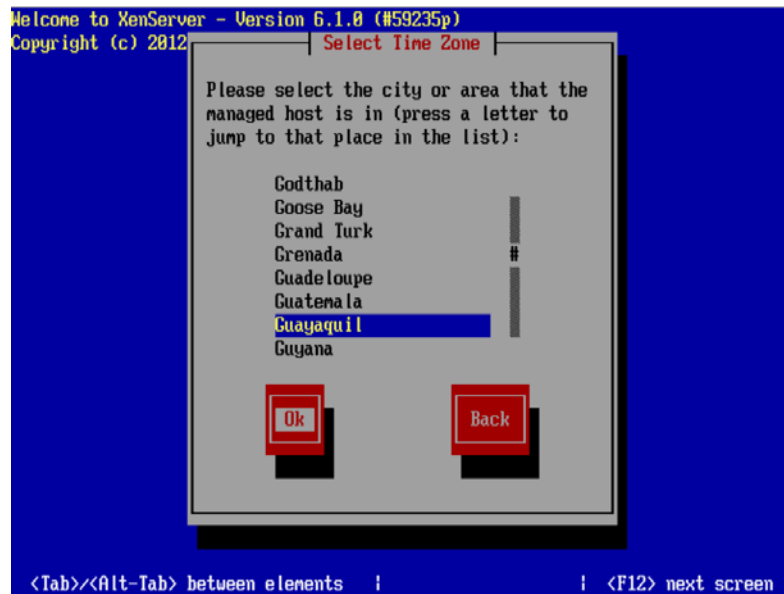 Welcome to XenServer - Version 6.1.0 (#59235p)
Copyright (c) 2012
Select Time Zone
Please select the city or area that the
managed host is in (press a letter to
jump to that place in the list):
Godthab
Goose Bay
Grand Turk
Grenada #
Guadeloupe
Guatemala
Guayaquil
Guyana
Ok Back
<Tab>/<Alt-Tab> between elements | | <F12> next screen